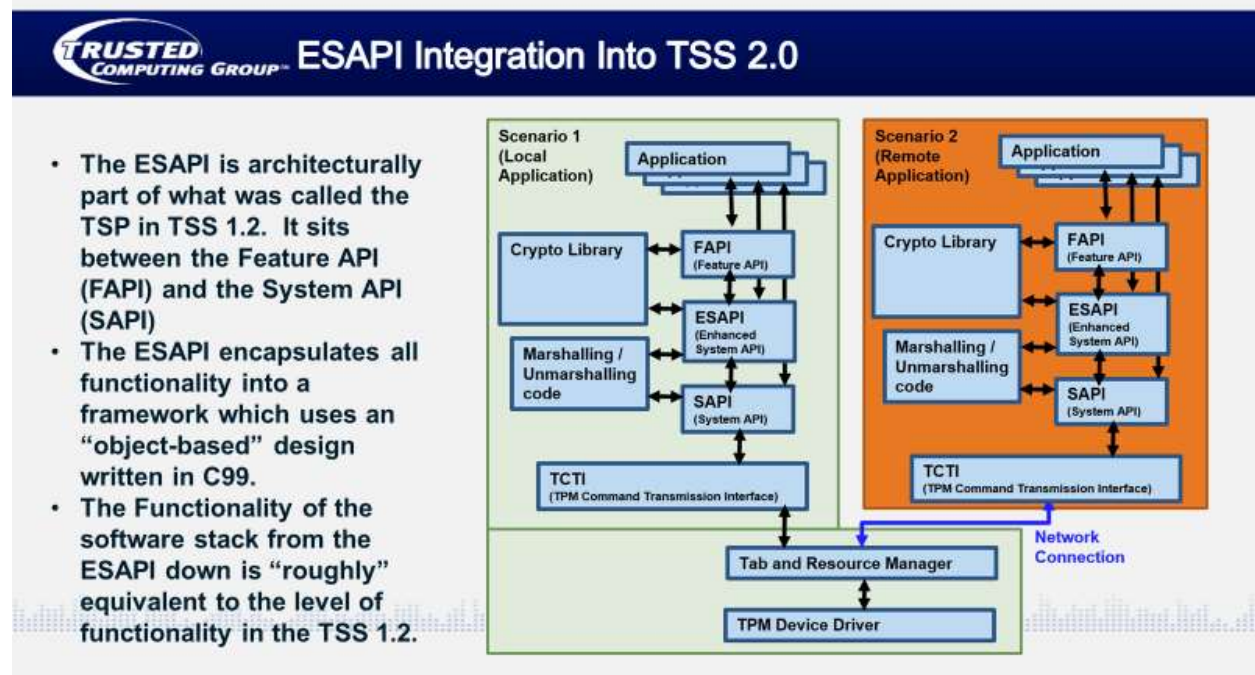 TRUSTED
COMPUTING GROUP™
ESAPI Integration Into TSS 2.0
• The ESAPI is architecturally
part of what was called the
TSP in TSS 1.2. It sits
between the Feature API
(FAPI) and the System API
(SAPI)
• The ESAPI encapsulates all
functionality into a
framework which uses an
“object-based” design
written in C99.
• The Functionality of the
software stack from the
ESAPI down is “roughly”
equivalent to the level of
functionality in the TSS 1.2.
Scenario 1
(Local
Application)
Application
Crypto Library
FAPI
(Feature API)
ESAPI
(Enhanced
System API)
Marshalling /
Unmarshalling
code
SAPI
(System API)
TCTI
(TPM Command Transmission Interface)
Scenario 2
(Remote
Application)
Application
Crypto Library
FAPI
(Feature API)
ESAPI
(Enhanced
System API)
Marshalling /
Unmarshalling
code
SAPI
(System API)
TCTI
(TPM Command Transmission Interface)
Network
Connection
Tab and Resource Manager
TPM Device Driver